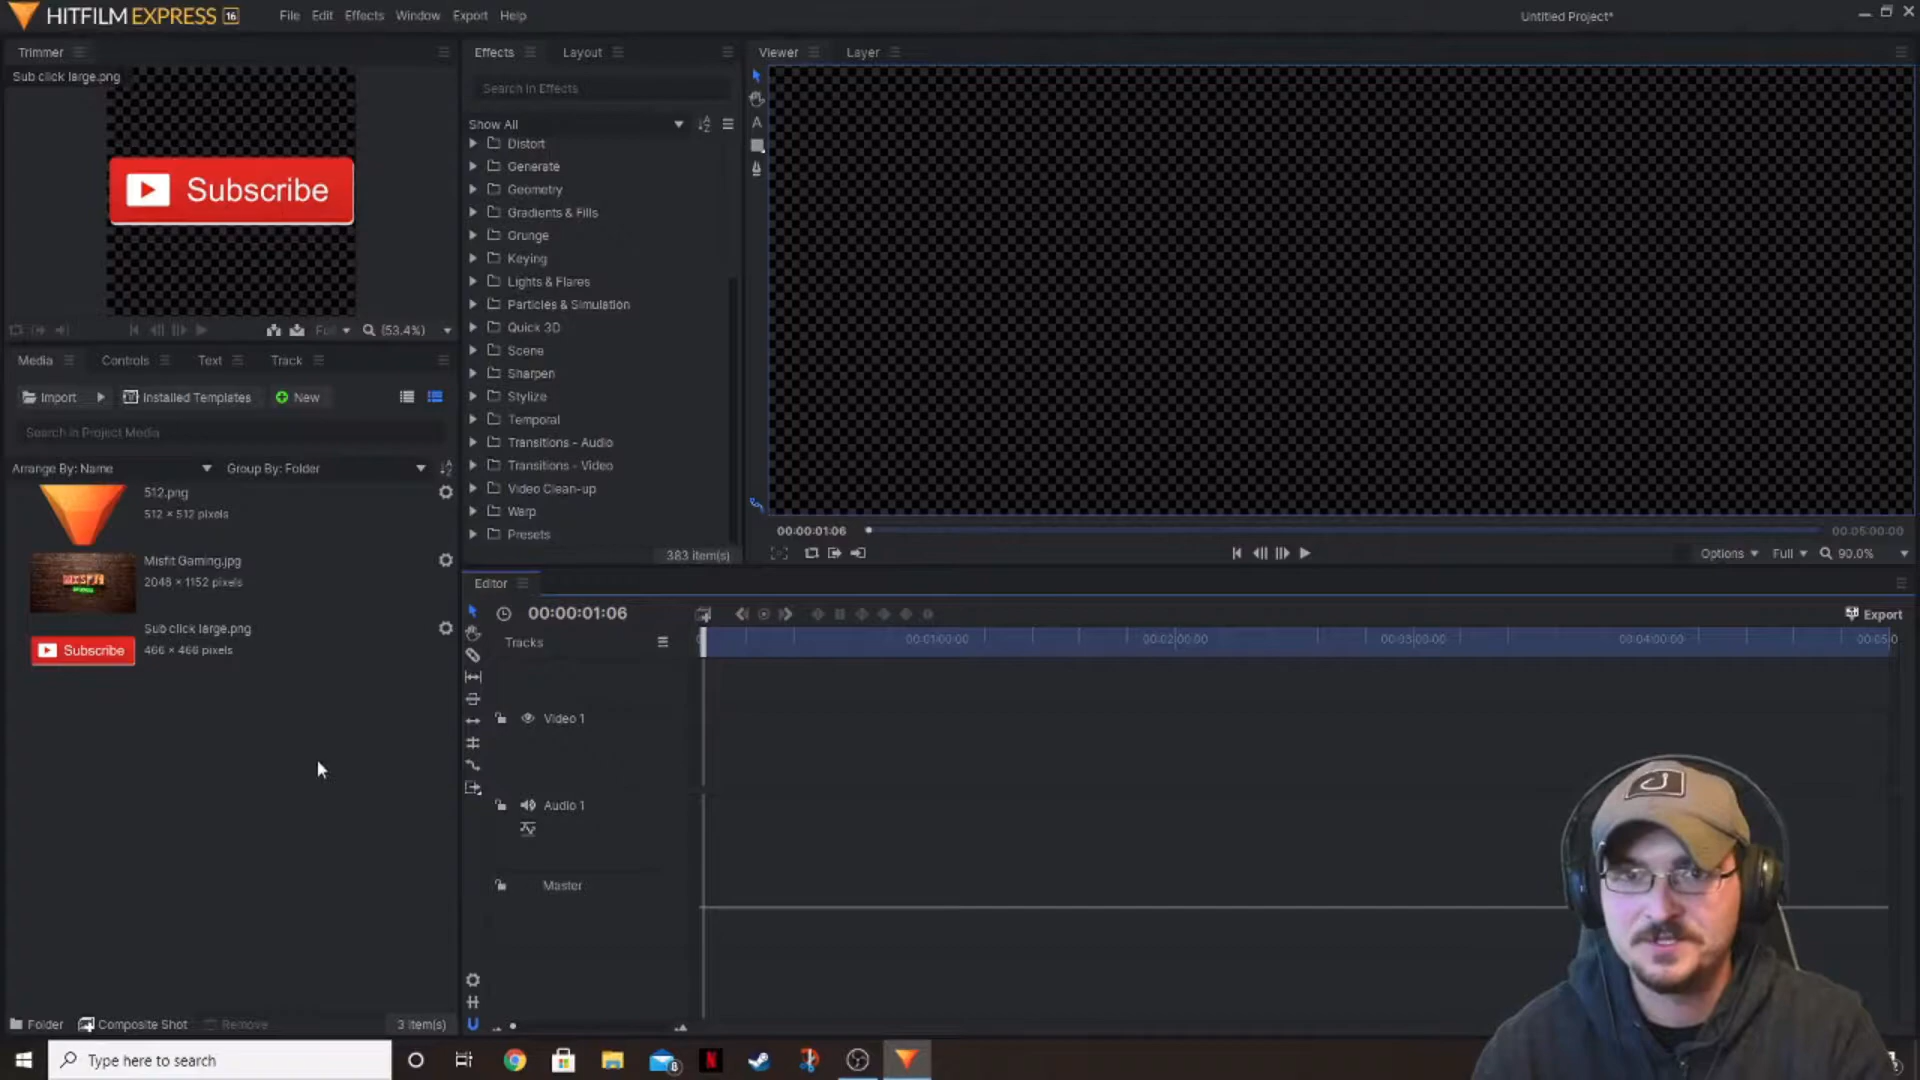 HITFILM EXPRESS 16
File Edit Effects Window Export Help
Untitled Project*
Trimmer
Sub click large.png
Subscribe
Full (53.4%)
Media Controls Text Track
Import Installed Templates New
Search in Project Media
Arrange By: Name Group By: Folder
512.png
512 × 512 pixels
Misfit Gaming.jpg
2048 × 1152 pixels
Sub click large.png
466 × 466 pixels
Subscribe
Folder Composite Shot Remove 3 item(s)
Effects Layout
Search in Effects
Show All
Distort
Generate
Geometry
Gradients & Fills
Grunge
Keying
Lights & Flares
Particles & Simulation
Quick 3D
Scene
Sharpen
Stylize
Temporal
Transitions - Audio
Transitions - Video
Video Clean-up
Warp
Presets
383 item(s)
Viewer Layer
00:00:01:06 00:05:00:00
Options Full 90.0%
Editor
00:00:01:06
Export
Tracks
00:01:00:00 00:02:00:00 00:03:00:00 00:04:00:00 00:05:0
Video 1
Audio 1
Master
Type here to search
8